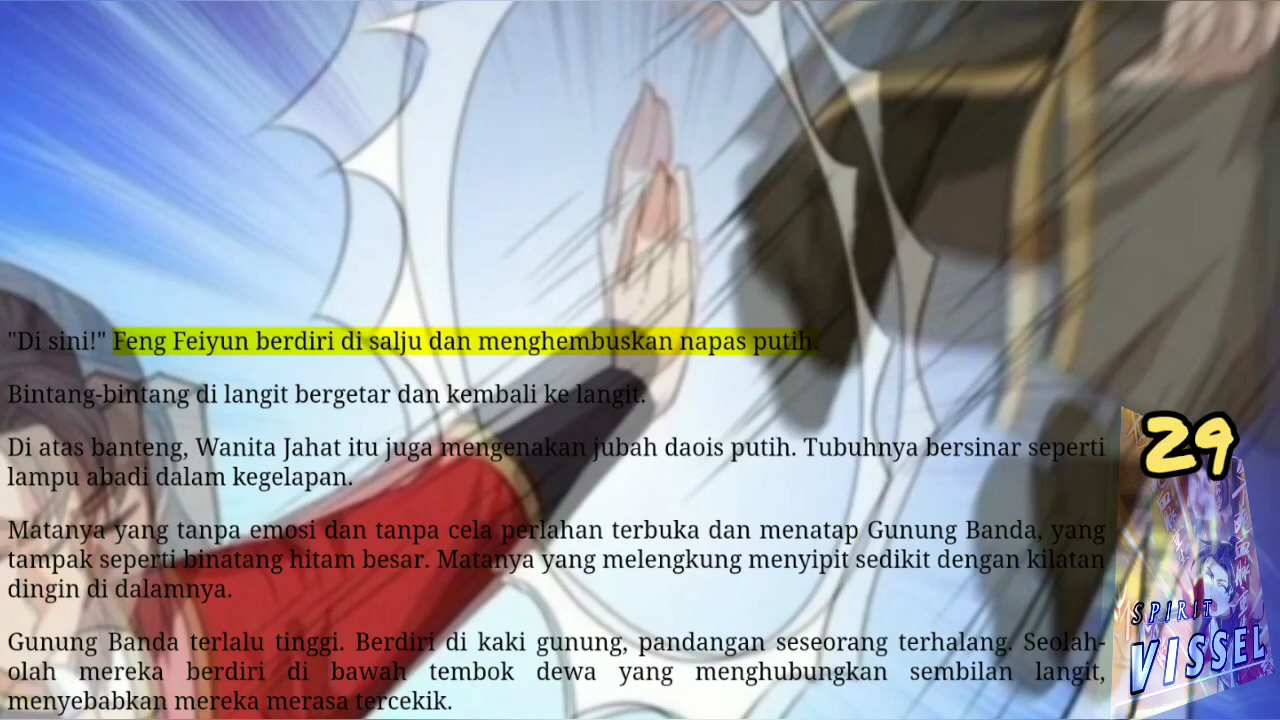 "Di sini!" Feng Feiyun berdiri di salju dan menghembuskan napas putih.
Bintang-bintang di langit bergetar dan kembali ke langit.
Di atas banteng, Wanita Jahat itu juga mengenakan jubah daois putih. Tubuhnya bersinar seperti
lampu abadi dalam kegelapan.
Matanya yang tanpa emosi dan tanpa cela perlahan terbuka dan menatap Gunung Banda, yang
tampak seperti binatang hitam besar. Matanya yang melengkung menyipit sedikit dengan kilatan
dingin di dalamnya.
Gunung Banda terlalu tinggi. Berdiri di kaki gunung, pandangan seseorang terhalang. Seolah-
olah mereka berdiri di bawah tembok dewa yang menghubungkan sembilan langit,
menyebabkan mereka merasa tercekik.
29
SPIRIT
VISSEL